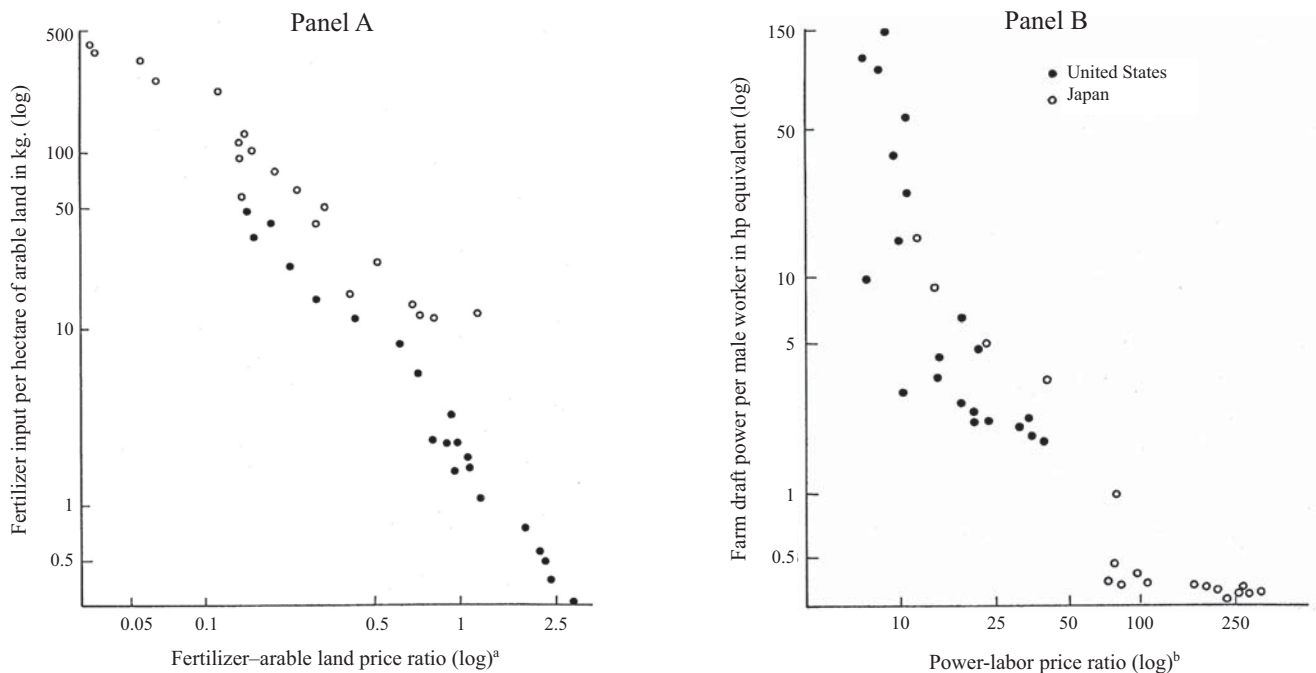 Panel A
Fertilizer input per hectare of arable land in kg. (log)
500
100
50
10
1
0.5
0.05 0.1 0.5 1 2.5
Fertilizer–arable land price ratio (log)a
Panel B
Farm draft power per male worker in hp equivalent (log)
150
50
10
5
1
0.5
United States
Japan
10 25 50 100 250
Power-labor price ratio (log)b